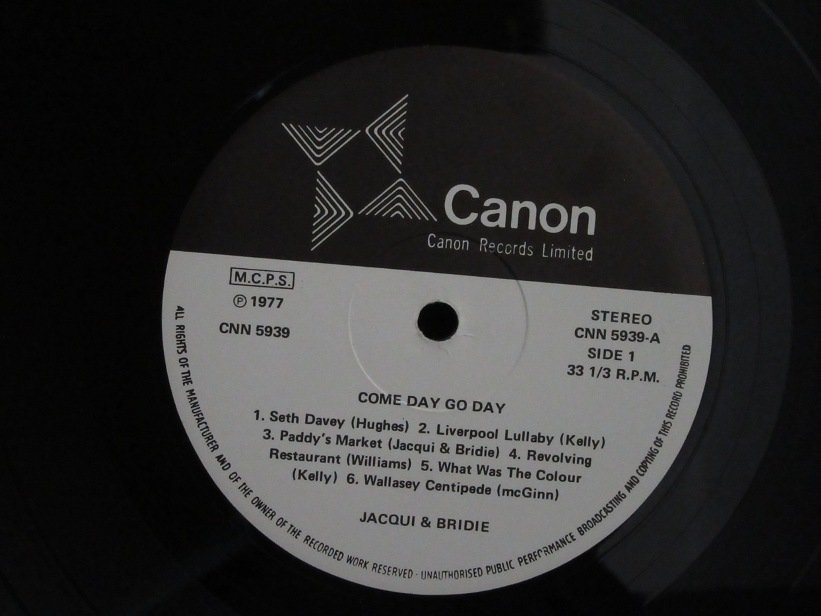 Canon
Canon Records Limited
M.C.P.S.
Ⓟ 1977
CNN 5939
STEREO
CNN 5939-A
SIDE 1
33 1/3 R.P.M.
COME DAY GO DAY
1. Seth Davey (Hughes) 2. Liverpool Lullaby (Kelly)
3. Paddy's Market (Jacqui & Bridie) 4. Revolving
Restaurant (Williams) 5. What Was The Colour
(Kelly) 6. Wallasey Centipede (mcGinn)
JACQUI & BRIDIE
ALL RIGHTS OF THE MANUFACTURER AND OF THE OWNER OF THE RECORDED WORK RESERVED · UNAUTHORISED PUBLIC PERFORMANCE BROADCASTING AND COPYING OF THIS RECORD PROHIBITED